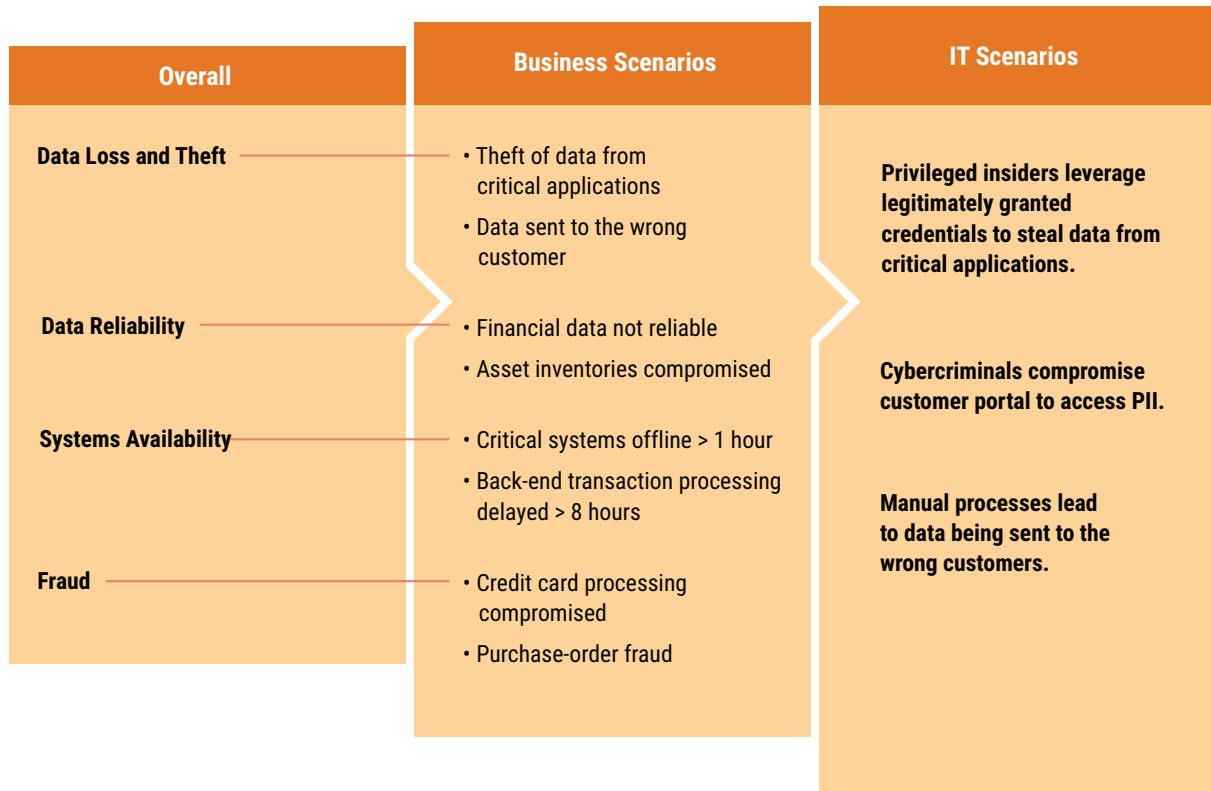 Overall
Data Loss and Theft
Data Reliability
Systems Availability
Fraud
Business Scenarios
• Theft of data from
critical applications
• Data sent to the wrong
customer
• Financial data not reliable
• Asset inventories compromised
• Critical systems offline > 1 hour
• Back-end transaction processing
delayed > 8 hours
• Credit card processing
compromised
• Purchase-order fraud
IT Scenarios
Privileged insiders leverage
legitimately granted
credentials to steal data from
critical applications.
Cybercriminals compromise
customer portal to access PII.
Manual processes lead
to data being sent to the
wrong customers.